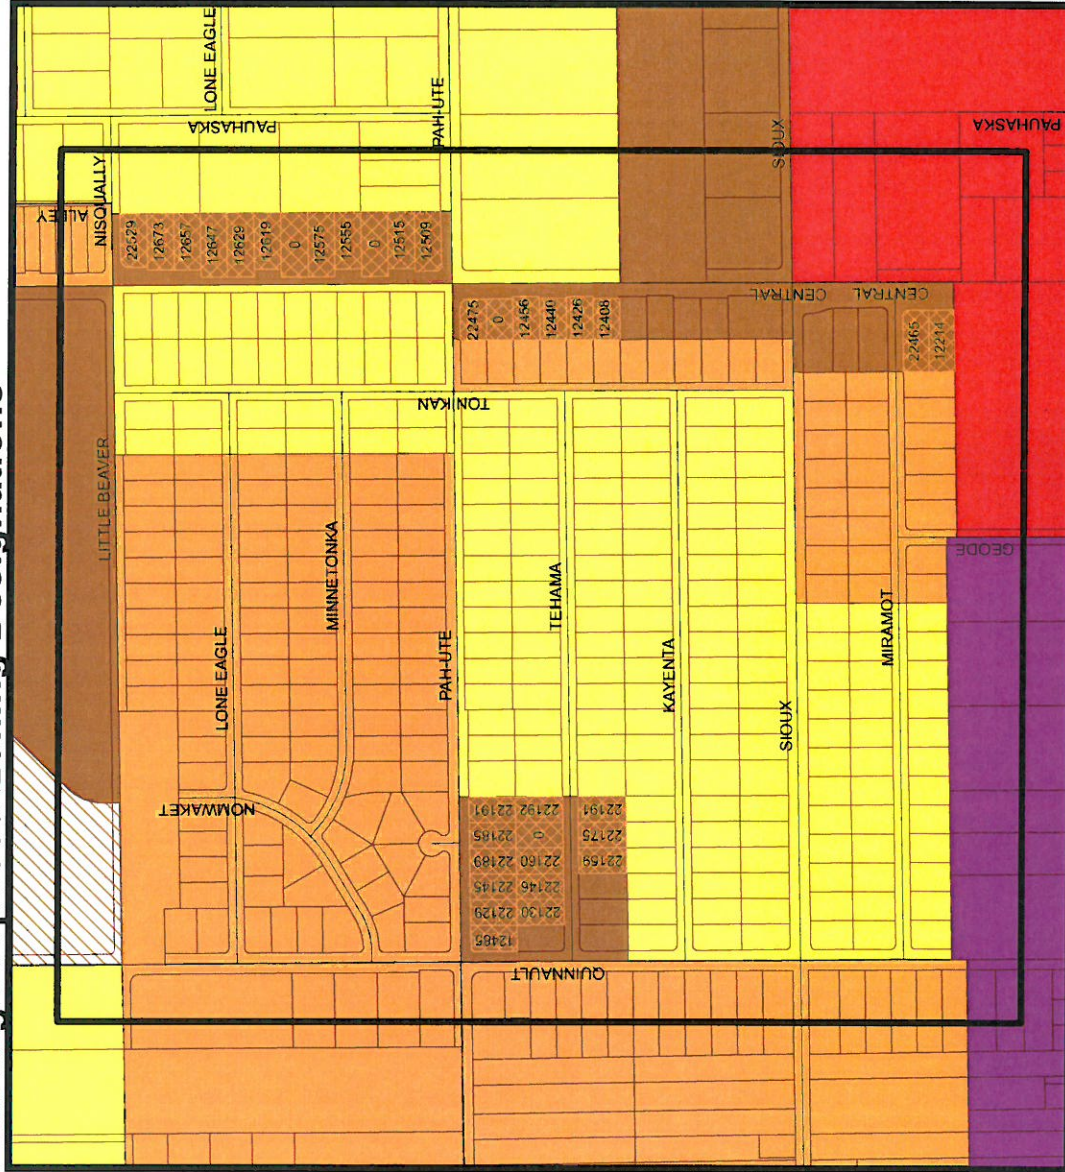 LONE EAGLE
PAUHASKA
PAH-UTE
NISQUALLY
ALLEY
22529
12673
12657
12647
12629
12619
0
12575
12555
0
12515
12509
SIOUX
PAUHASKA
CENTRAL
CENTRAL
CENTRAL
22475
0
12456
12440
12426
12408
22465
12214
TONIKAN
LITTLE BEAVER
LONE EAGLE
MINNETONKA
PAH-UTE
TEHAMA
KAYENTA
SIOUX
MIRAMOT
GEODE
NOMWAKET
22191
22185
22189
22145
22129
12485
22192
0
22160
22146
22130
22191
22175
22159
QUINNAULT